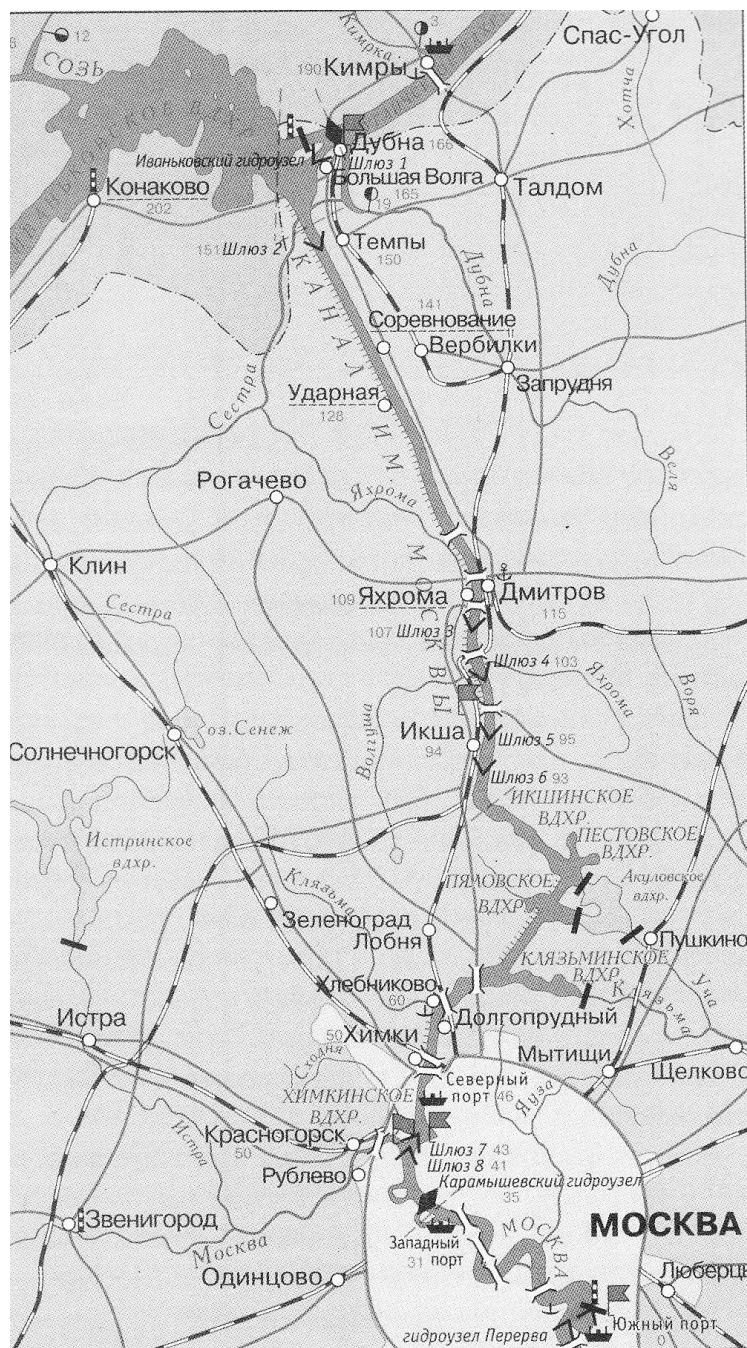 12
3
СОЗЬ
Кимрка
Спас-Угол
190
Кимры
Хотча
Дубна
166
Иваньковский гидроузел
Шлюз 1
Большая Волга
165
19
Талдом
Конаково
202
151 Шлюз 2
Темпы
150
Дубна
Дубна
КАНАЛ
141
Соревнование
Вербилки
Запрудня
Сестра
Ударная
128
ИМ.
Веля
Рогачево
Яхрома
МОСКВЫ
Клин
Сестра
109 Яхрома
Дмитров
115
107 Шлюз 3
Шлюз 4 103
Яхрома
Воря
Волгуша
оз.Сенеж
Солнечногорск
Икша
94
Шлюз 5 95
Шлюз 6 93
ИКШИНСКОЕ
ВДХР.
ПЕСТОВСКОЕ
ВДХР.
Истринское
вдхр.
Клязьма
ПЯЛОВСКОЕ
ВДХР.
Акуловское
вдхр.
Зеленоград
Лобня
Пушкино
КЛЯЗЬМИНСКОЕ
ВДХР.
Клязьма
Уча
Хлебниково
60
Истра
Долгопрудный
50
Химки
Сходня
Мытищи
Щелково
ХИМКИНСКОЕ
ВДХР.
Северный
порт 46
Яуза
Истра
Красногорск
50
Шлюз 7 43
Шлюз 8 41
Рублево
Карамышевский гидроузел
35
Звенигород
Москва
МОСКВА
МОСКВА
Западный
порт
31
Одинцово
Люберцы
Южный порт
0
гидроузел Перерва